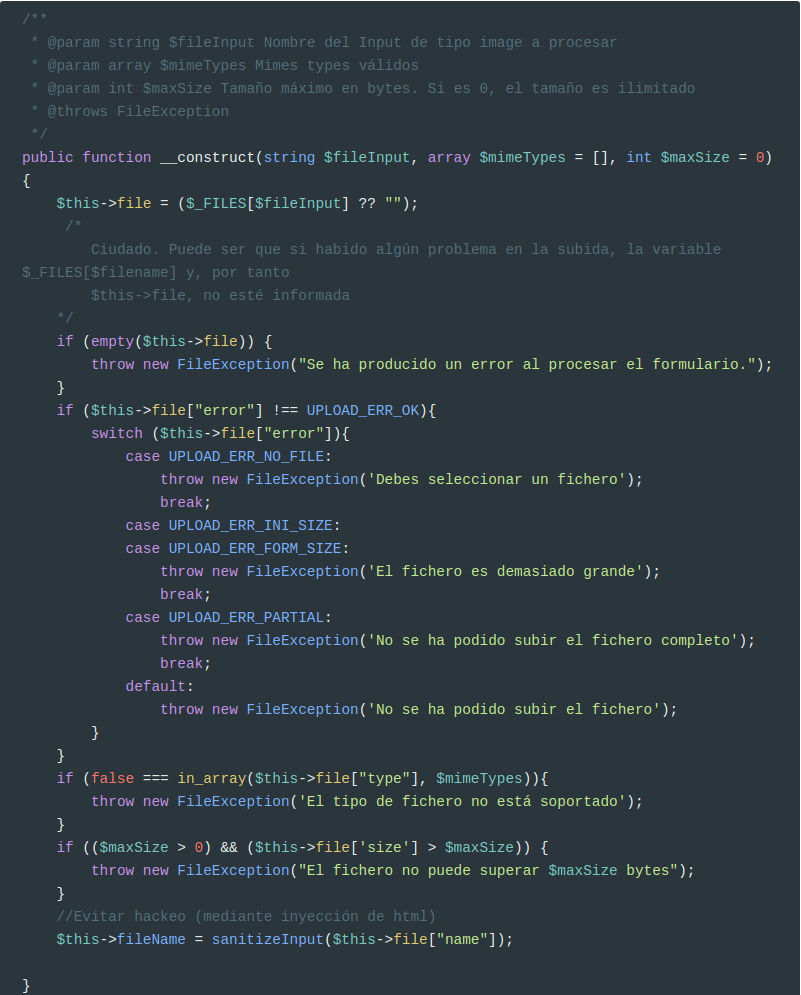 /**
 * @param string $fileInput Nombre del Input de tipo image a procesar
 * @param array $mimeTypes Mimes types válidos
 * @param int $maxSize Tamaño máximo en bytes. Si es 0, el tamaño es ilimitado
 * @throws FileException
 */
public function __construct(string $fileInput, array $mimeTypes = [], int $maxSize = 0)
{
    $this->file = ($_FILES[$fileInput] ?? "");
     /*
        Ciudado. Puede ser que si habido algún problema en la subida, la variable
$_FILES[$filename] y, por tanto
        $this->file, no esté informada
    */
    if (empty($this->file)) {
        throw new FileException("Se ha producido un error al procesar el formulario.");
    }
    if ($this->file["error"] !== UPLOAD_ERR_OK){
        switch ($this->file["error"]){
            case UPLOAD_ERR_NO_FILE:
                throw new FileException('Debes seleccionar un fichero');
                break;
            case UPLOAD_ERR_INI_SIZE:
            case UPLOAD_ERR_FORM_SIZE:
                throw new FileException('El fichero es demasiado grande');
                break;
            case UPLOAD_ERR_PARTIAL:
                throw new FileException('No se ha podido subir el fichero completo');
                break;
            default:
                throw new FileException('No se ha podido subir el fichero');
        }
    }
    if (false === in_array($this->file["type"], $mimeTypes)){
        throw new FileException('El tipo de fichero no está soportado');
    }
    if (($maxSize > 0) && ($this->file['size'] > $maxSize)) {
        throw new FileException("El fichero no puede superar $maxSize bytes");
    }
    //Evitar hackeo (mediante inyección de html)
    $this->fileName = sanitizeInput($this->file["name"]);

}